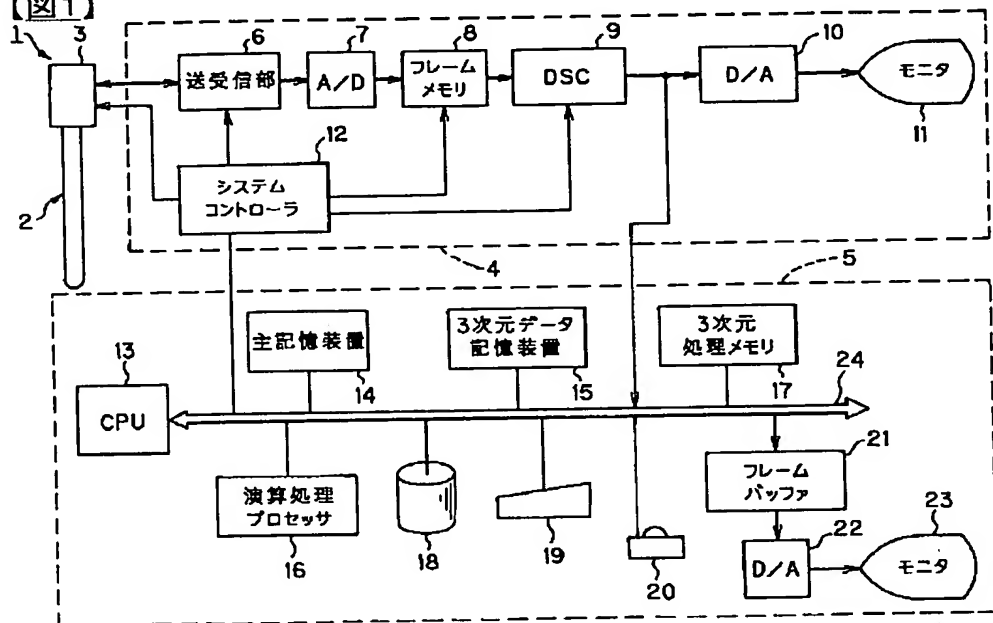 【図1】
1
3
6
7
8
9
10
送受信部
A/D
フレーム
メモリ
DSC
D/A
モニタ
11
12
システム
コントローラ
2
4
5
13
CPU
主記憶装置
14
3次元データ
記憶装置
15
3次元
処理メモリ
17
24
演算処理
プロセッサ
16
18
19
20
21
フレーム
バッファ
22
D/A
23
モニタ